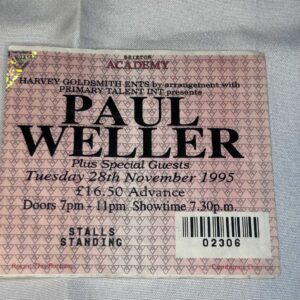 BRIXTON
ACADEMY
HARVEY GOLDSMITH ENTS by arrangement with
PRIMARY TALENT INT presents
PAUL
WELLER
Plus Special Guests
Tuesday 28th November 1995
£16.50 Advance
Doors 7pm - 11pm Showtime 7.30p.m.
STALLS
STANDING
02306